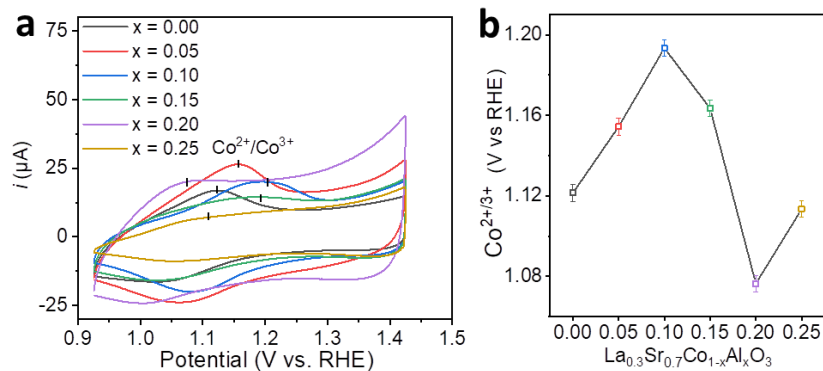 a
75
50
25
0
-25
i (µA)
χ = 0.00
χ = 0.05
χ = 0.10
χ = 0.15
χ = 0.20
χ = 0.25
Co²⁺/Co³⁺
0.9 1.0 1.1 1.2 1.3 1.4 1.5
Potential (V vs. RHE)
b
1.20
1.16
1.12
1.08
Co²⁺/³⁺ (V vs RHE)
0.00 0.05 0.10 0.15 0.20 0.25
La₀.₃Sr₀.₇Co₁₋ₓAlₓO₃